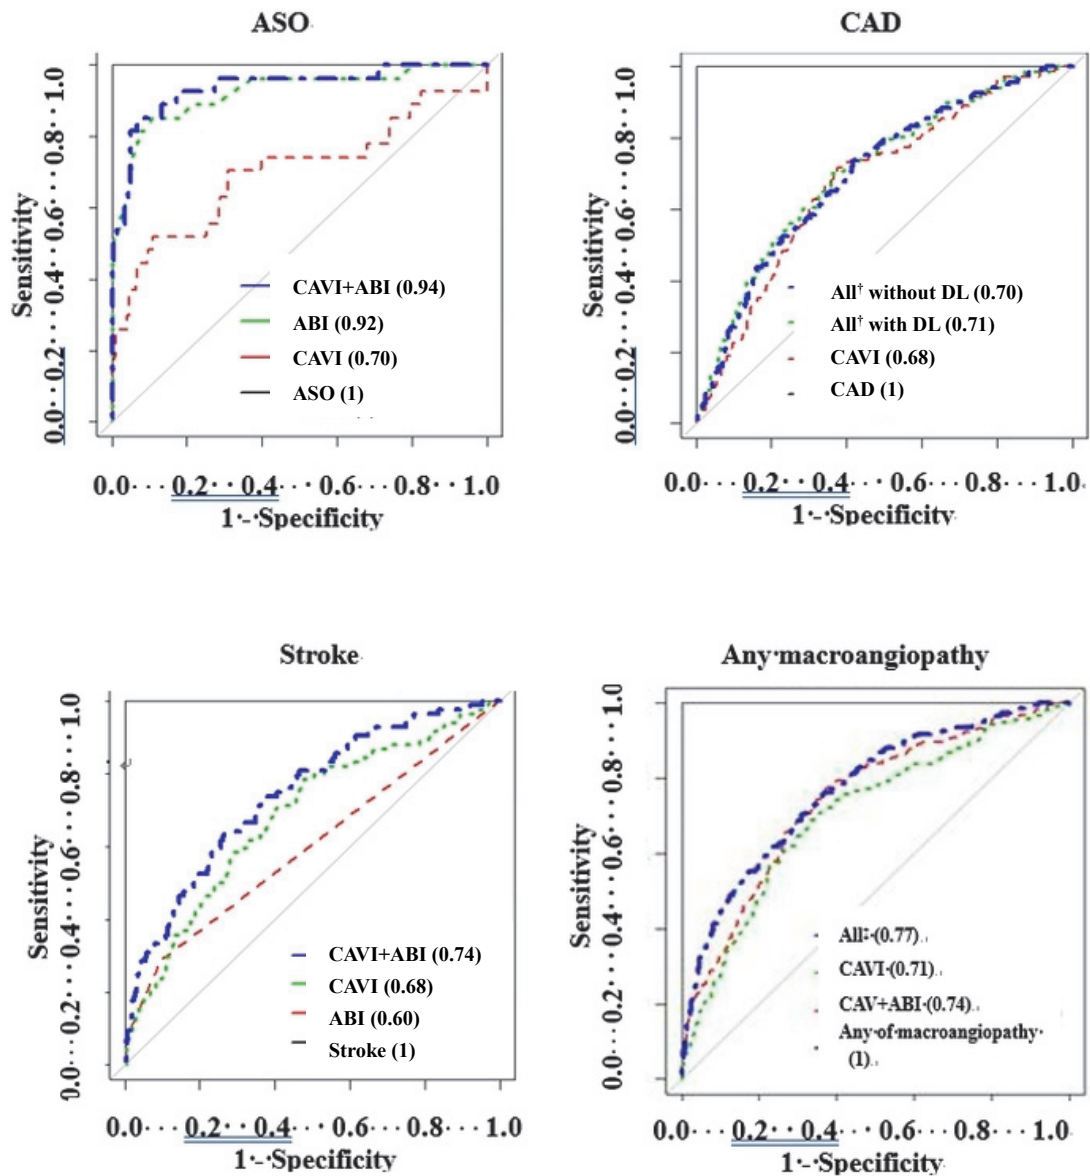 ASO
CAD
Sensitivity
0.0 0.2 0.4 0.6 0.8 1.0
CAVI+ABI (0.94)
ABI (0.92)
CAVI (0.70)
ASO (1)
0.0 0.2 0.4 0.6 0.8 1.0
1 - Specificity
Sensitivity
0.0 0.2 0.4 0.6 0.8 1.0
All† without DL (0.70)
All† with DL (0.71)
CAVI (0.68)
CAD (1)
0.0 0.2 0.4 0.6 0.8 1.0
1 - Specificity
Stroke
Any macroangiopathy
Sensitivity
0.0 0.2 0.4 0.6 0.8 1.0
CAVI+ABI (0.74)
CAVI (0.68)
ABI (0.60)
Stroke (1)
0.0 0.2 0.4 0.6 0.8 1.0
1 - Specificity
Sensitivity
0.0 0.2 0.4 0.6 0.8 1.0
All‡ (0.77)
CAVI (0.71)
CAV+ABI (0.74)
Any of macroangiopathy
(1)
0.0 0.2 0.4 0.6 0.8 1.0
1 - Specificity